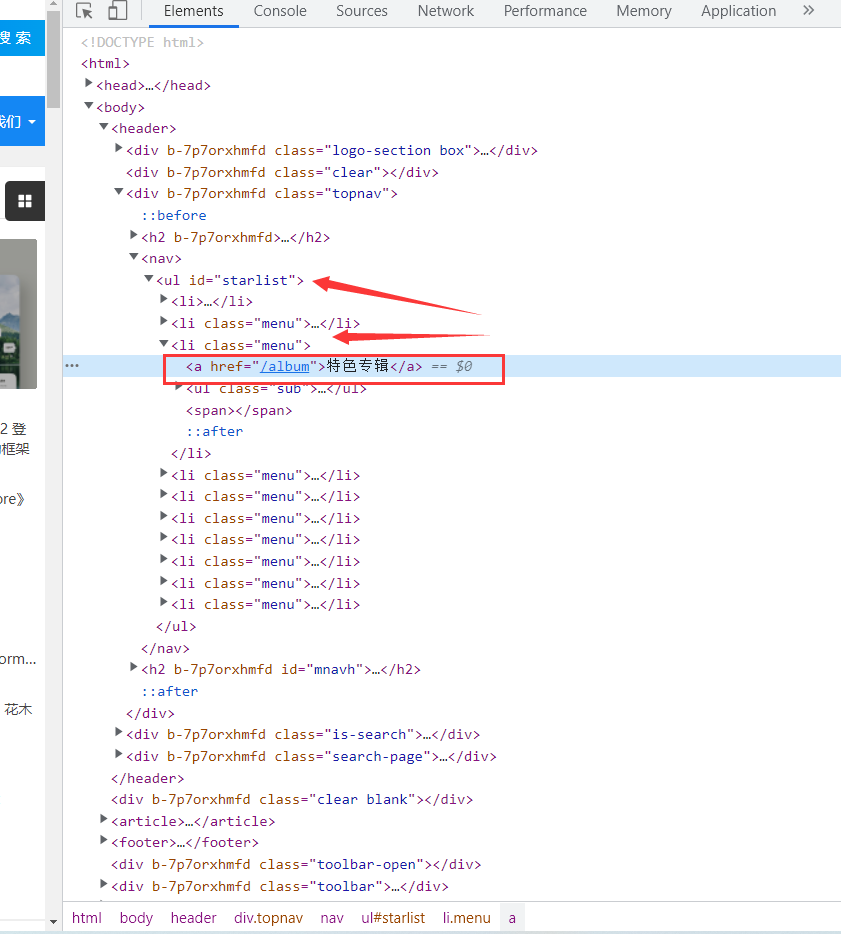 Elements Console Sources Network Performance Memory Application »
搜 索
<!DOCTYPE html>
<html>
<head>…</head>
<body>
<header>
我们
<div b-7p7orxhmfd class="logo-section box">…</div>
<div b-7p7orxhmfd class="clear"></div>
<div b-7p7orxhmfd class="topnav">
::before
<h2 b-7p7orxhmfd>…</h2>
<nav>
<ul id="starlist">
<li>…</li>
<li class="menu">…</li>
<li class="menu">
<a href="/album">特色专辑</a> == $0
<ul class="sub">…</ul>
<span></span>
2 登
::after
框架
</li>
<li class="menu">…</li>
<li class="menu">…</li>
ore》
<li class="menu">…</li>
<li class="menu">…</li>
<li class="menu">…</li>
<li class="menu">…</li>
<li class="menu">…</li>
</ul>
</nav>
orm...
<h2 b-7p7orxhmfd id="mnavh">…</h2>
::after
花木
</div>
<div b-7p7orxhmfd class="is-search">…</div>
<div b-7p7orxhmfd class="search-page">…</div>
</header>
<div b-7p7orxhmfd class="clear blank"></div>
<article>…</article>
<footer>…</footer>
<div b-7p7orxhmfd class="toolbar-open"></div>
<div b-7p7orxhmfd class="toolbar">…</div>
html body header div.topnav nav ul#starlist li.menu a